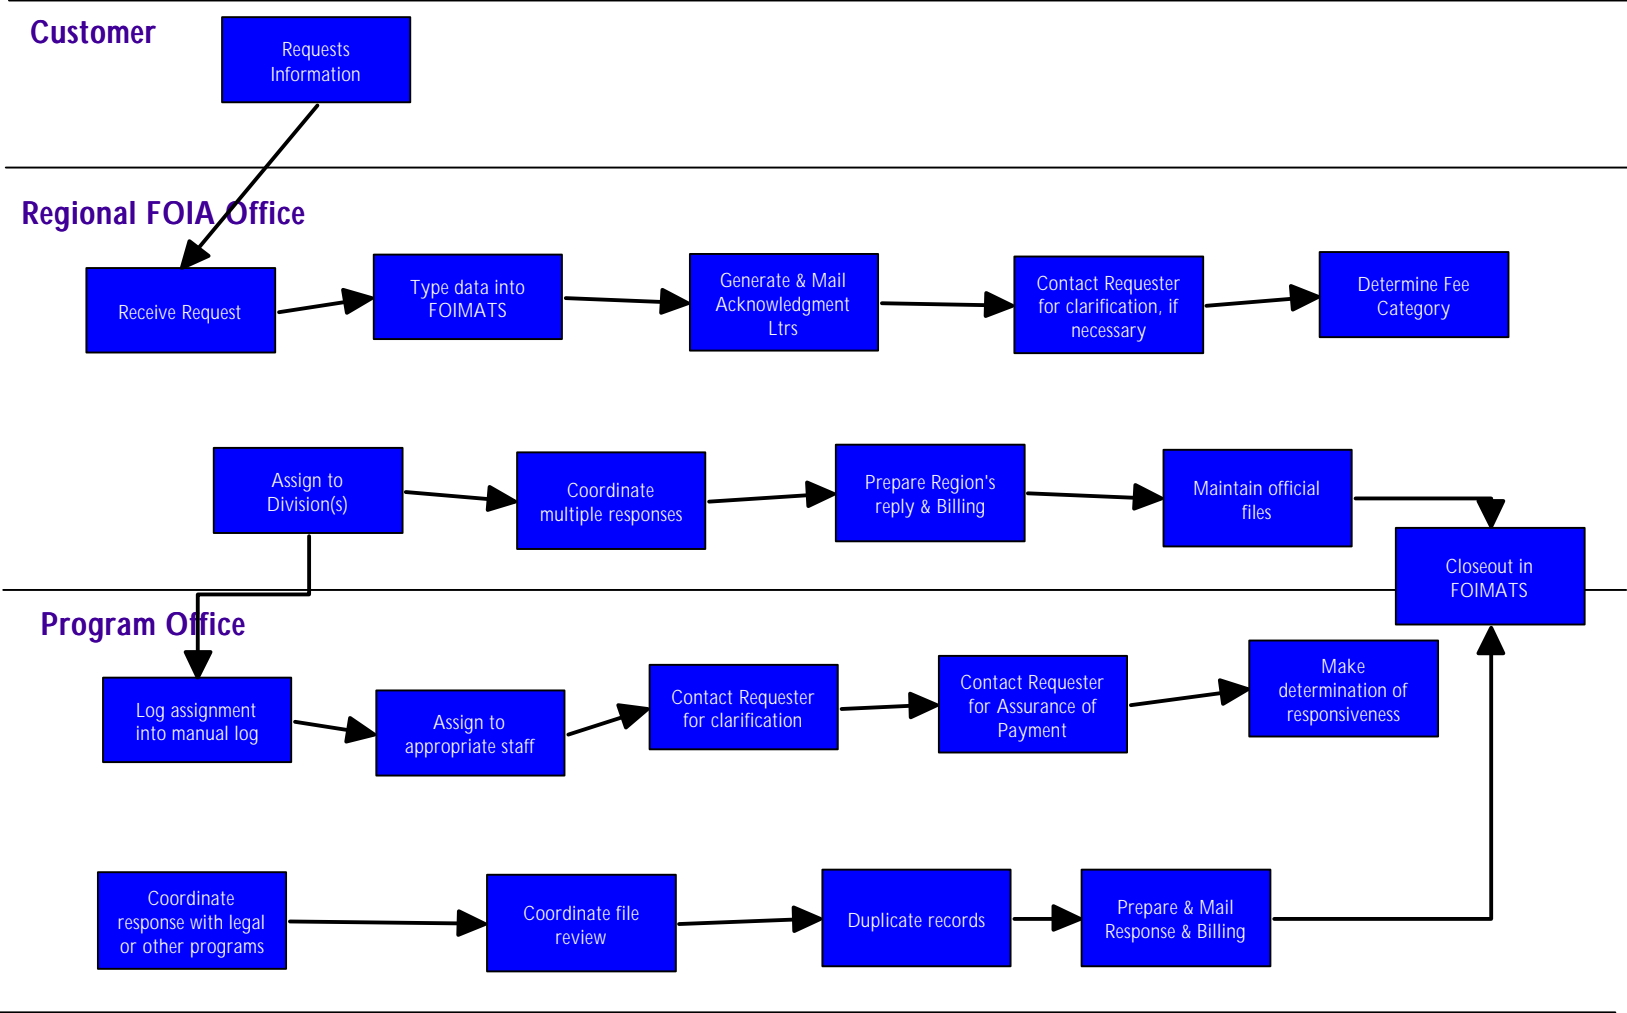 Customer
Requests
Information
Regional FOIA Office
Receive Request
Type data into
FOIMATS
Generate & Mail
Acknowledgment
Ltrs
Contact Requester
for clarification, if
necessary
Determine Fee
Category
Assign to
Division(s)
Coordinate
multiple responses
Prepare Region's
reply & Billing
Maintain official
files
Closeout in
FOIMATS
Program Office
Log assignment
into manual log
Assign to
appropriate staff
Contact Requester
for clarification
Contact Requester
for Assurance of
Payment
Make
determination of
responsiveness
Coordinate
response with legal
or other programs
Coordinate file
review
Duplicate records
Prepare & Mail
Response & Billing